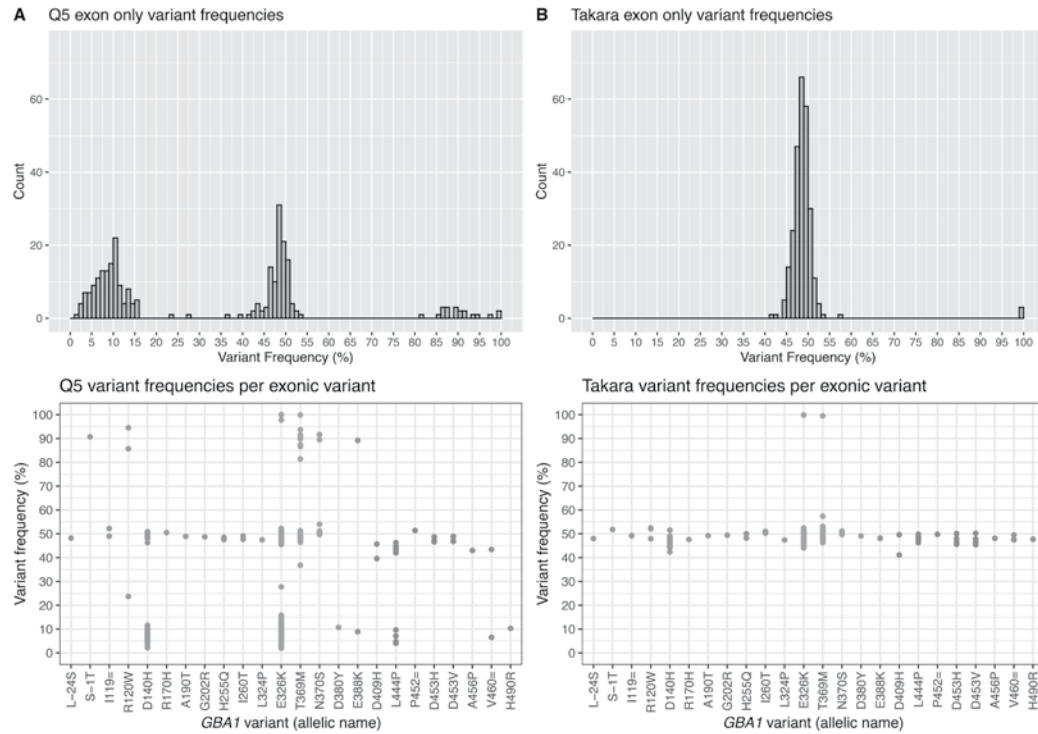 A Q5 exon only variant frequencies
60
40
20
0
Count
0 5 10 15 20 25 30 35 40 45 50 55 60 65 70 75 80 85 90 95 100
Variant Frequency (%)
B Takara exon only variant frequencies
60
40
20
0
Count
0 5 10 15 20 25 30 35 40 45 50 55 60 65 70 75 80 85 90 95 100
Variant Frequency (%)
Q5 variant frequencies per exonic variant
100
90
80
70
60
50
40
30
20
10
0
Variant frequency (%)
L-24S
S-1T
I119=
R120W
D140H
R170H
A190T
G202R
H255Q
I260T
L324P
E326K
T369M
N370S
D380Y
E388K
D409H
L444P
P452=
D453H
D453V
A456P
V460=
H490R
GBA1 variant (allelic name)
Takara variant frequencies per exonic variant
100
90
80
70
60
50
40
30
20
10
0
Variant frequency (%)
L-24S
S-1T
I119=
R120W
D140H
R170H
A190T
G202R
H255Q
I260T
L324P
E326K
T369M
N370S
D380Y
E388K
D409H
L444P
P452=
D453H
D453V
A456P
V460=
H490R
GBA1 variant (allelic name)